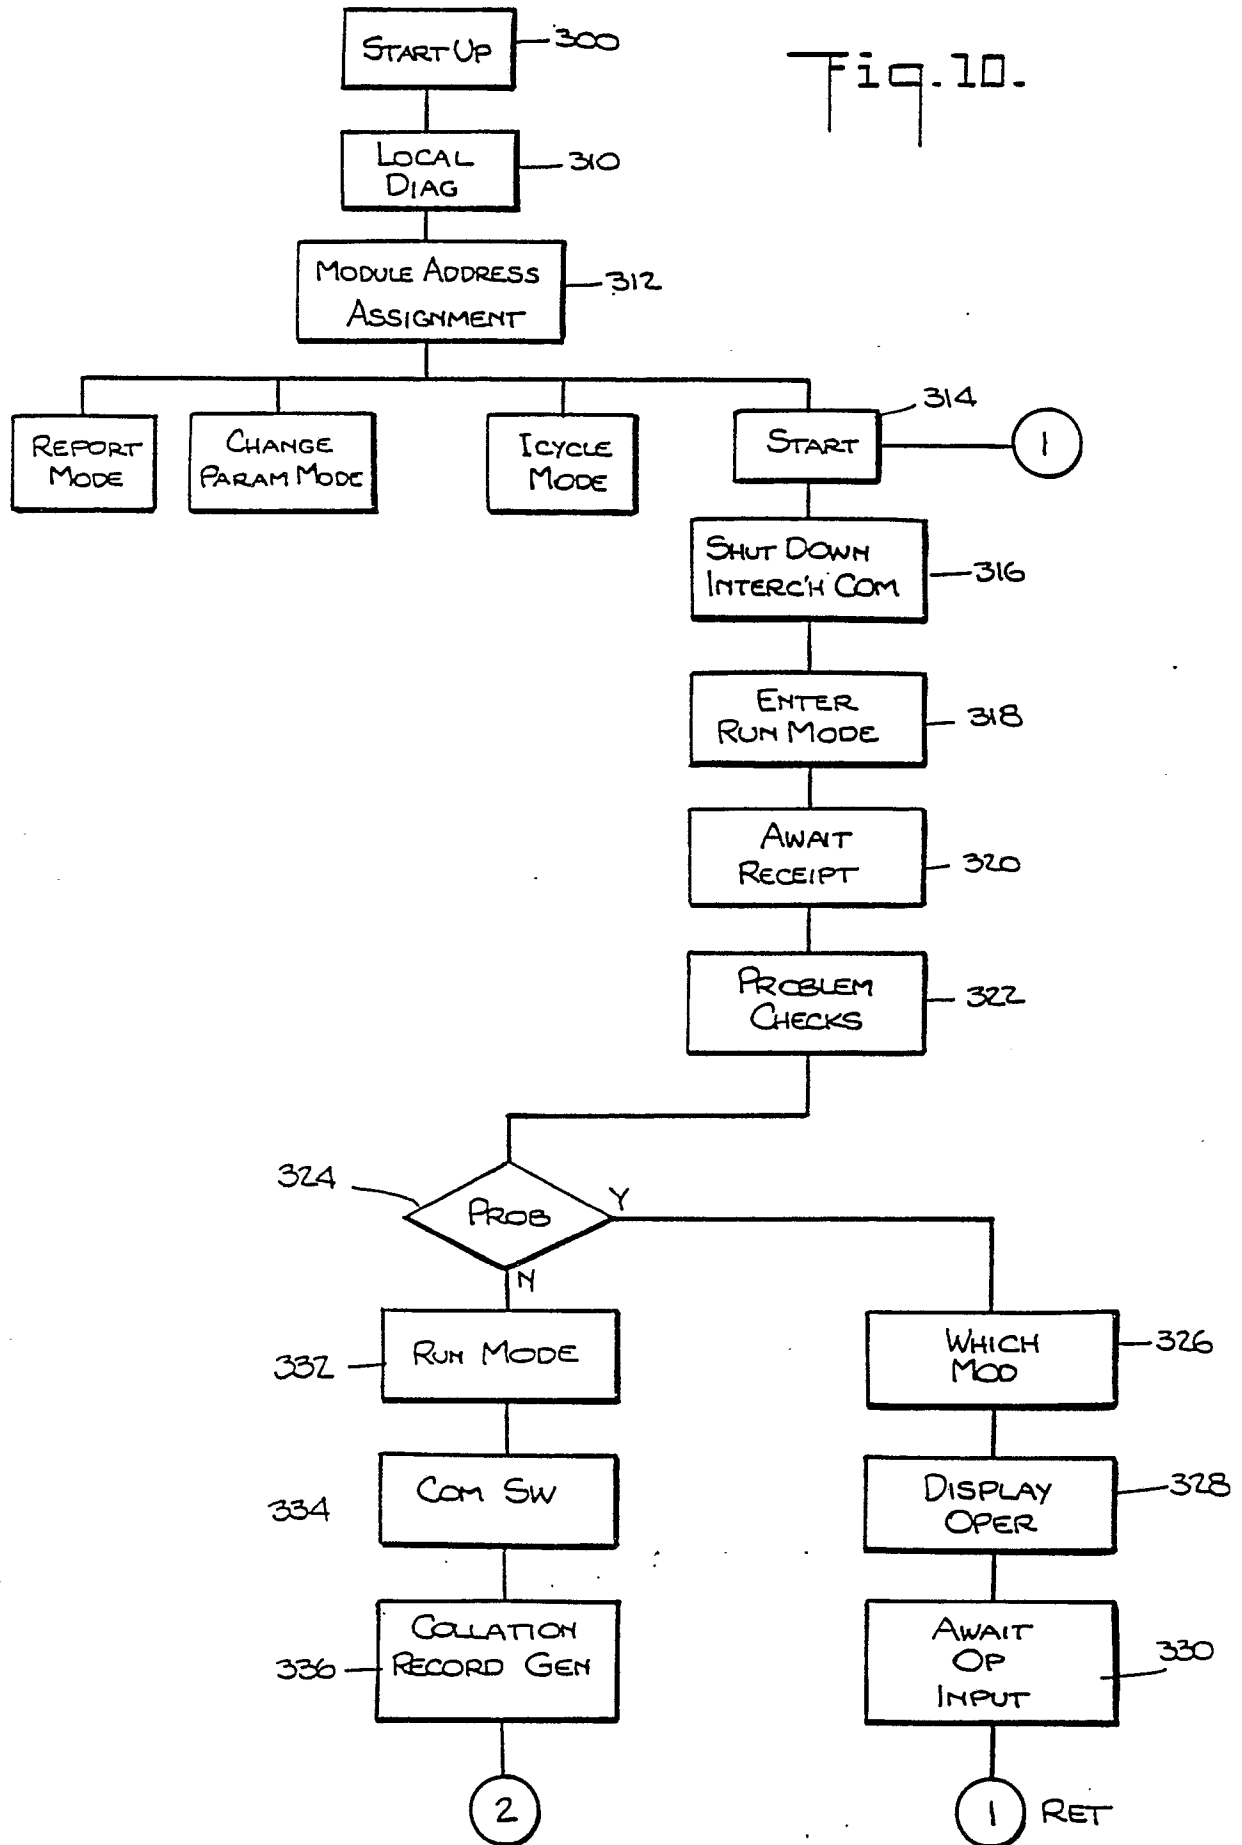 START UP
300
Fig. 10.
LOCAL
DIAG
310
MODULE ADDRESS
ASSIGNMENT
312
REPORT
MODE
CHANGE
PARAM MODE
ICYCLE
MODE
START
314
1
SHUT DOWN
INTERC'H COM
316
ENTER
RUN MODE
318
AWAIT
RECEIPT
320
PROBLEM
CHECKS
322
324
PROB
Y
N
RUN MODE
332
WHICH
MOD
326
COM SW
334
DISPLAY
OPER
328
COLLATION
RECORD GEN
336
AWAIT
OP
INPUT
330
2
1 RET